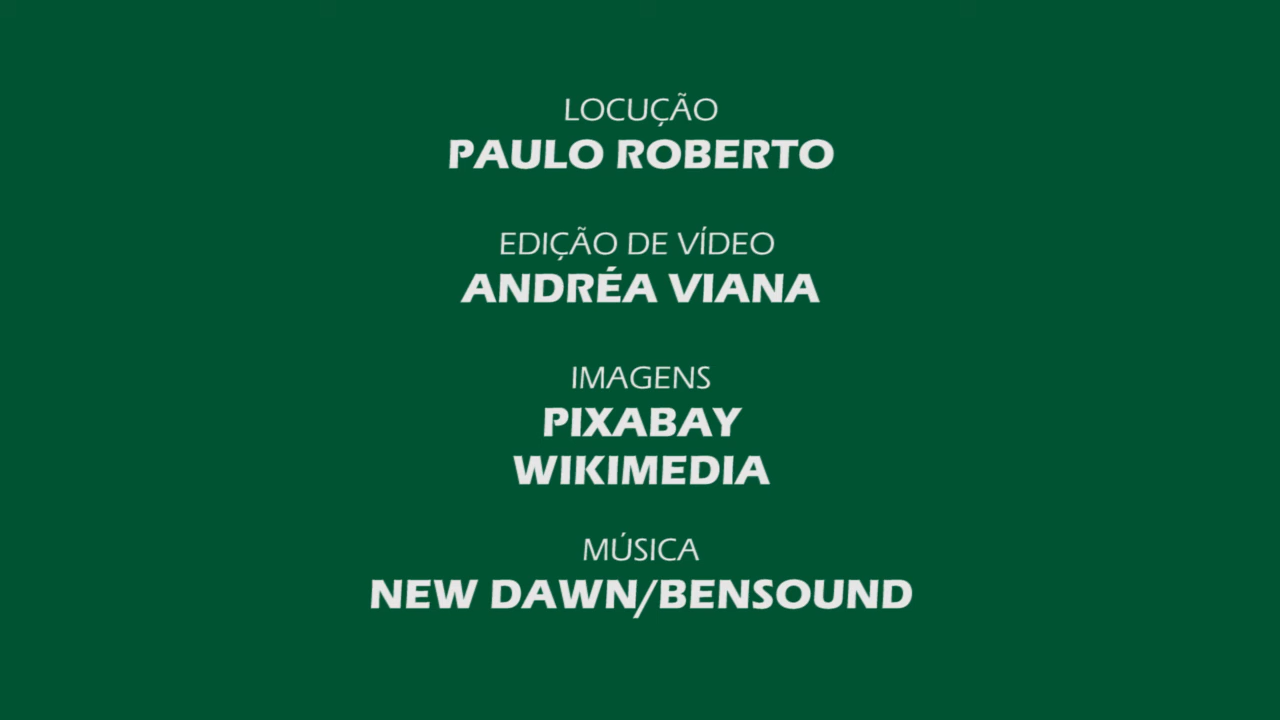 LOCUÇÃO
PAULO ROBERTO
EDIÇÃO DE VÍDEO
ANDRÉA VIANA
IMAGENS
PIXABAY
WIKIMEDIA
MÚSICA
NEW DAWN/BENSOUND